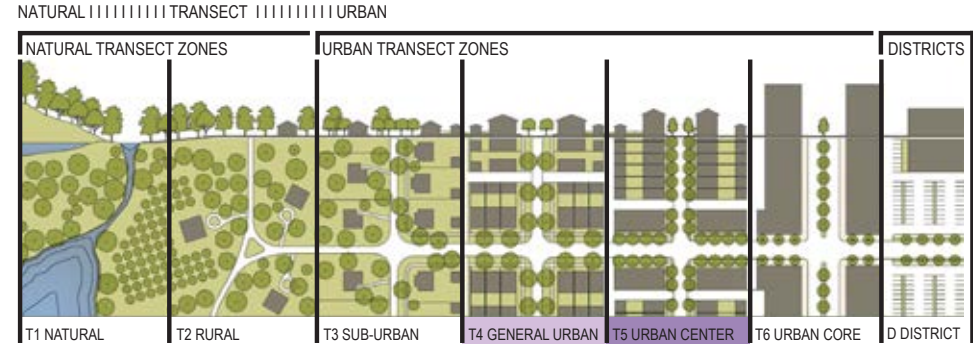 NATURAL I I I I I I I I I I TRANSECT I I I I I I I I I I URBAN
NATURAL TRANSECT ZONES
URBAN TRANSECT ZONES
DISTRICTS
T1 NATURAL
T2 RURAL
T3 SUB-URBAN
T4 GENERAL URBAN
T5 URBAN CENTER
T6 URBAN CORE
D DISTRICT